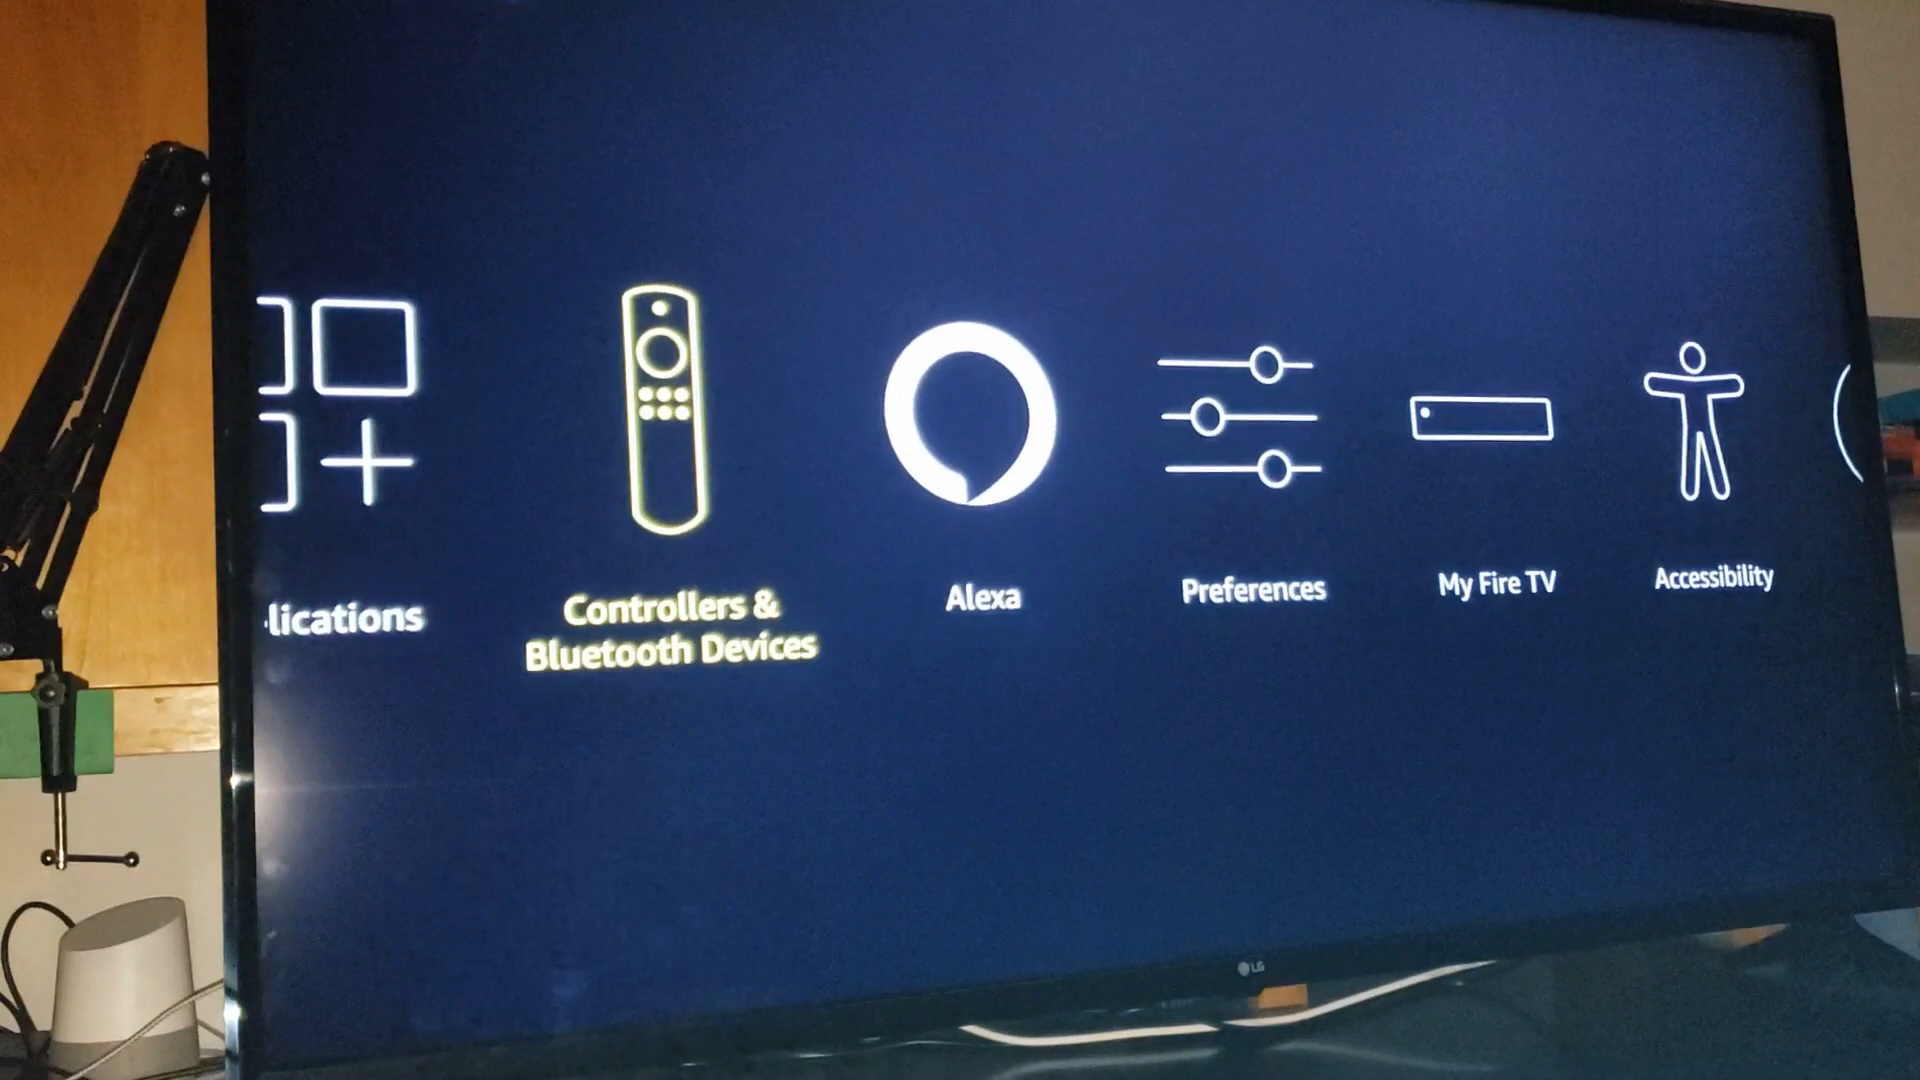 lications
Controllers &
Bluetooth Devices
Alexa
Preferences
My Fire TV
Accessibility
LG